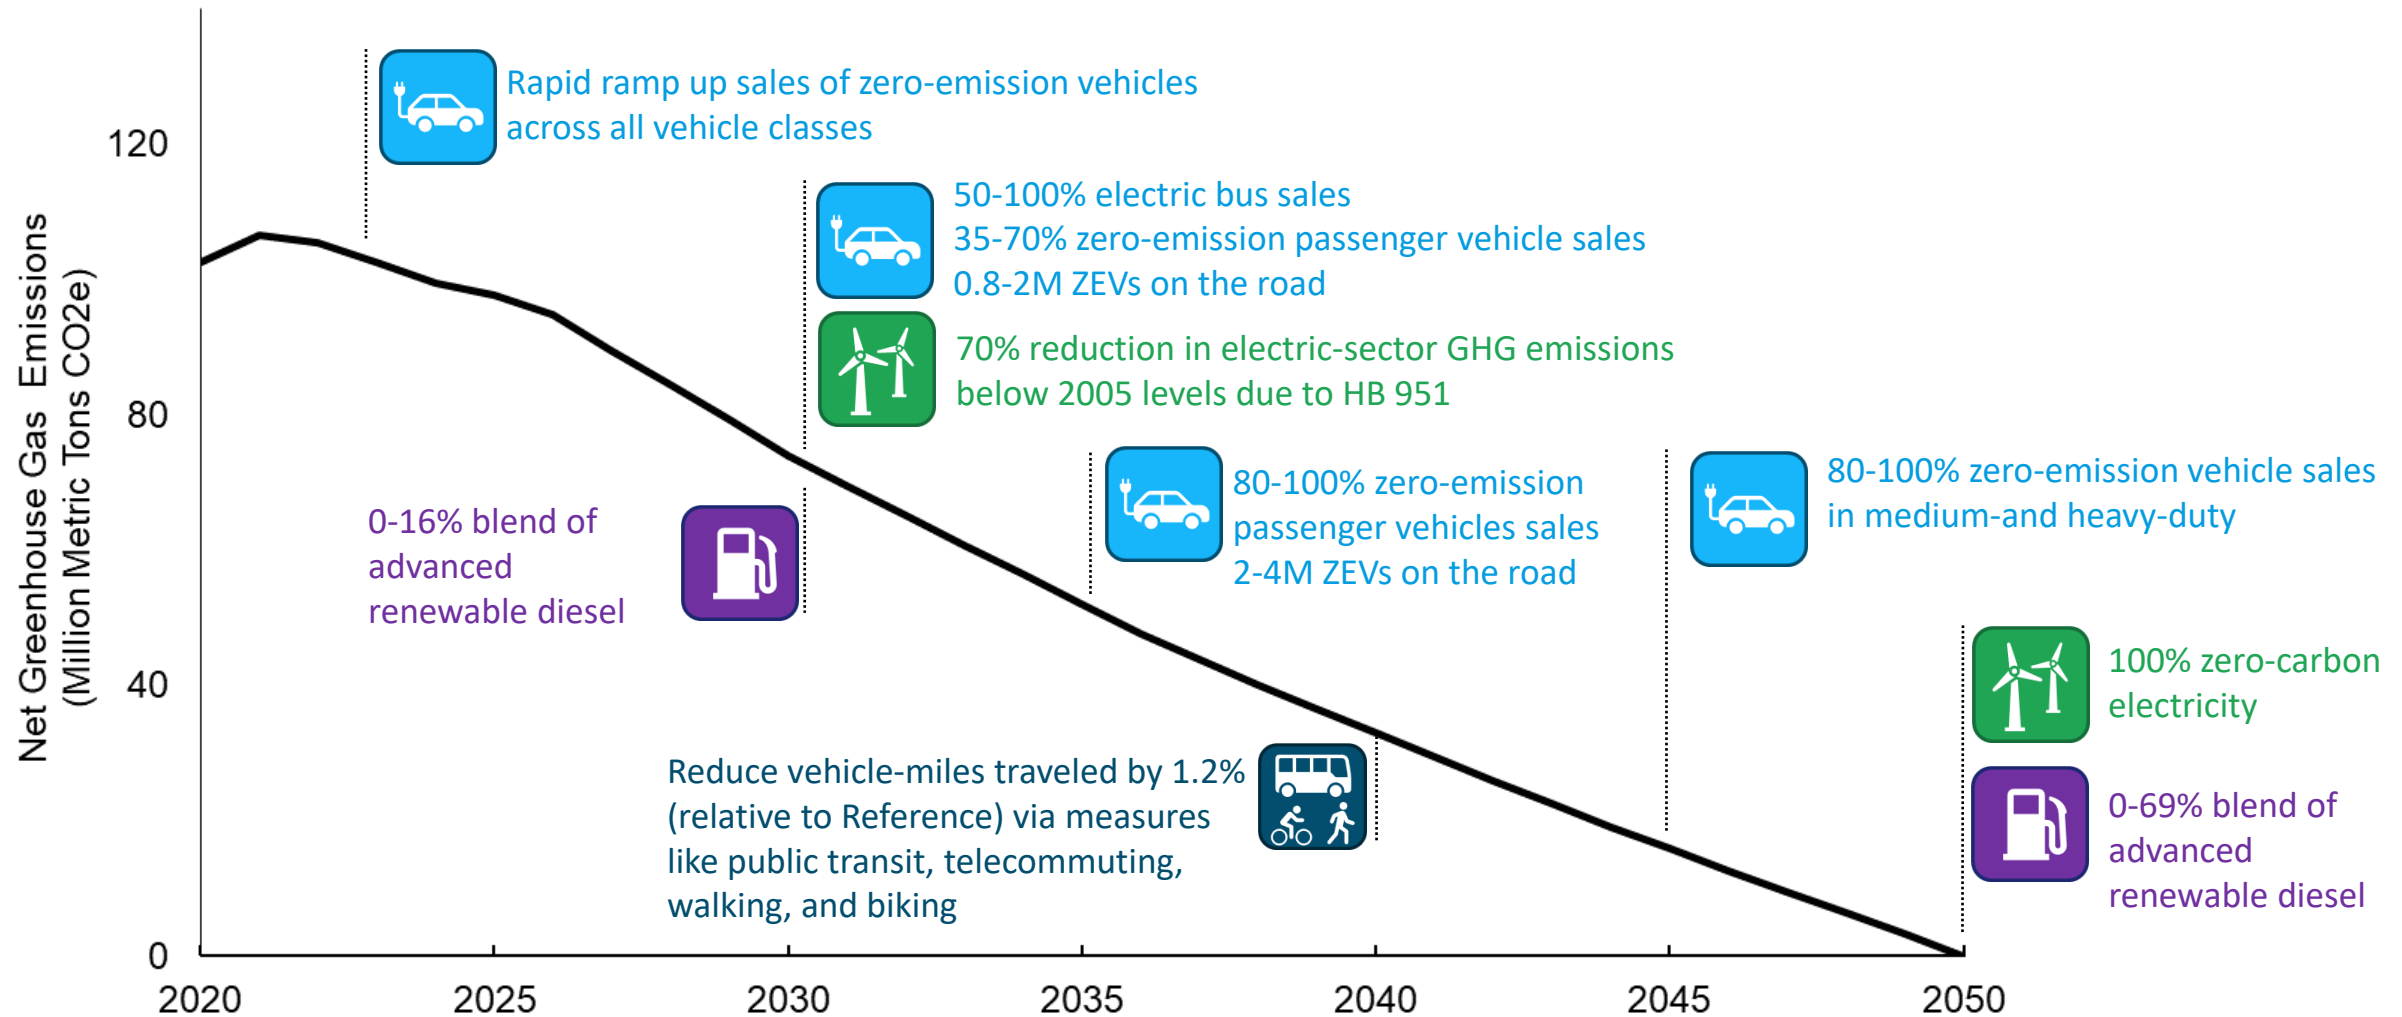 Net Greenhouse Gas Emissions
(Million Metric Tons CO2e)
120
80
40
0
Rapid ramp up sales of zero-emission vehicles
across all vehicle classes
50-100% electric bus sales
35-70% zero-emission passenger vehicle sales
0.8-2M ZEVs on the road
70% reduction in electric-sector GHG emissions
below 2005 levels due to HB 951
0-16% blend of
advanced
renewable diesel
80-100% zero-emission
passenger vehicles sales
2-4M ZEVs on the road
80-100% zero-emission vehicle sales
in medium-and heavy-duty
Reduce vehicle-miles traveled by 1.2%
(relative to Reference) via measures
like public transit, telecommuting,
walking, and biking
100% zero-carbon
electricity
0-69% blend of
advanced
renewable diesel
2020 2025 2030 2035 2040 2045 2050